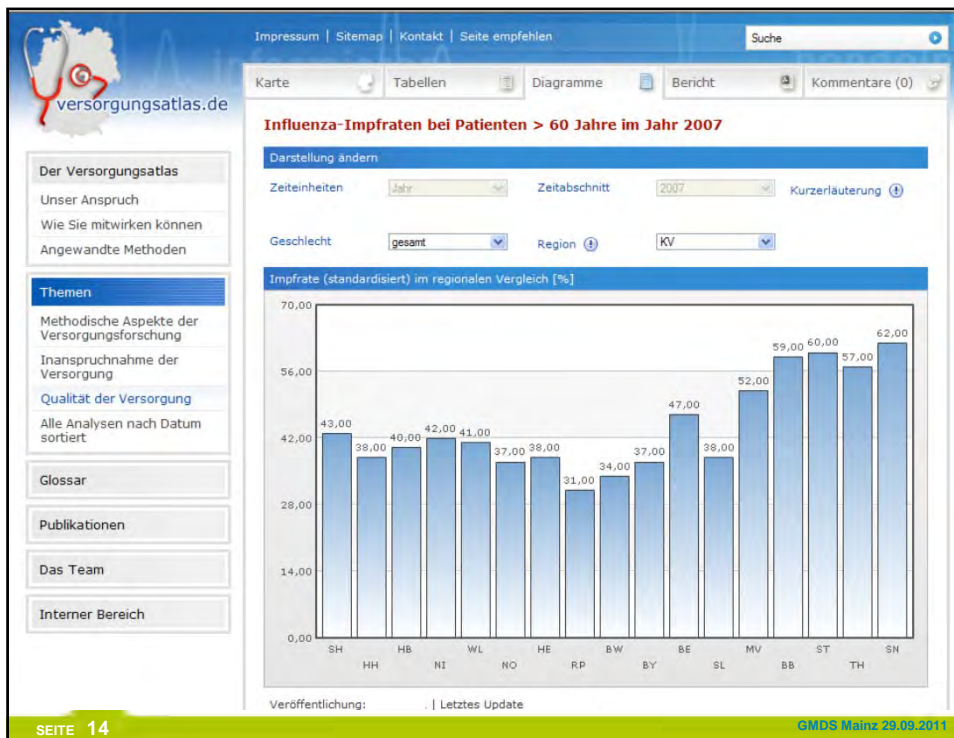 Impressum | Sitemap | Kontakt | Seite empfehlen
Suche
versorgungsatlas.de
Karte
Tabellen
Diagramme
Bericht
Kommentare (0)
Influenza-Impfraten bei Patienten > 60 Jahre im Jahr 2007
Der Versorgungsatlas
Unser Anspruch
Wie Sie mitwirken können
Angewandte Methoden
Themen
Methodische Aspekte der
Versorgungsforschung
Inanspruchnahme der
Versorgung
Qualität der Versorgung
Alle Analysen nach Datum
sortiert
Glossar
Publikationen
Das Team
Interner Bereich
Darstellung ändern
Zeiteinheiten
Jahr
Zeitabschnitt
2007
Kurzerläuterung
Geschlecht
gesamt
Region
KV
Impfrate (standardisiert) im regionalen Vergleich [%]
70,00
56,00
42,00
28,00
14,00
0,00
43,00
38,00
40,00
42,00
41,00
37,00
38,00
31,00
34,00
37,00
47,00
38,00
52,00
59,00
60,00
57,00
62,00
SH
HH
HB
NI
WL
NO
HE
RP
BW
BY
BE
SL
MV
BB
ST
TH
SN
Veröffentlichung: . | Letztes Update
SEITE 14
GMDS Mainz 29.09.2011